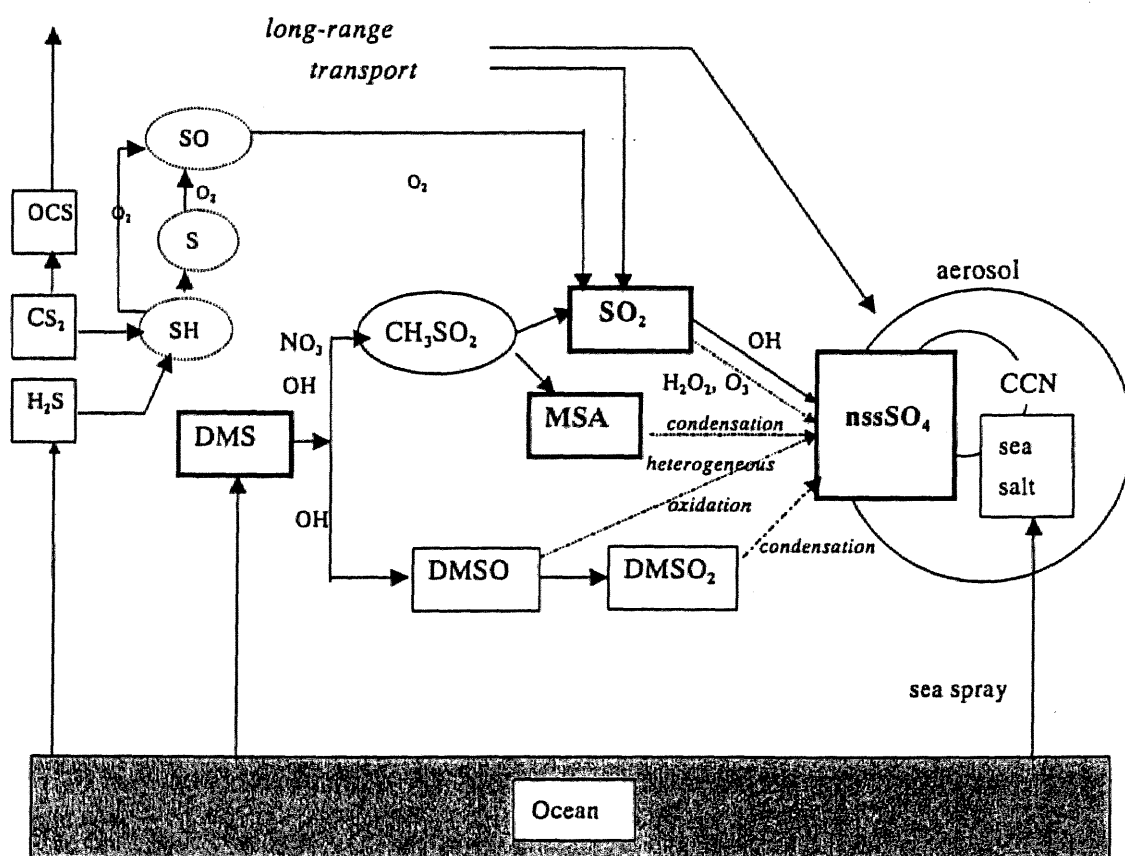 long-range
transport
SO
O₂
O₂
O₂
OCS
S
aerosol
CS₂
SH
SO₂
NO₃
CH₃SO₂
OH
OH
H₂O₂, O₃
CCN
H₂S
DMS
MSA
condensation
nssSO₄
sea
salt
heterogeneous
oxidation
OH
condensation
DMSO
DMSO₂
sea spray
Ocean